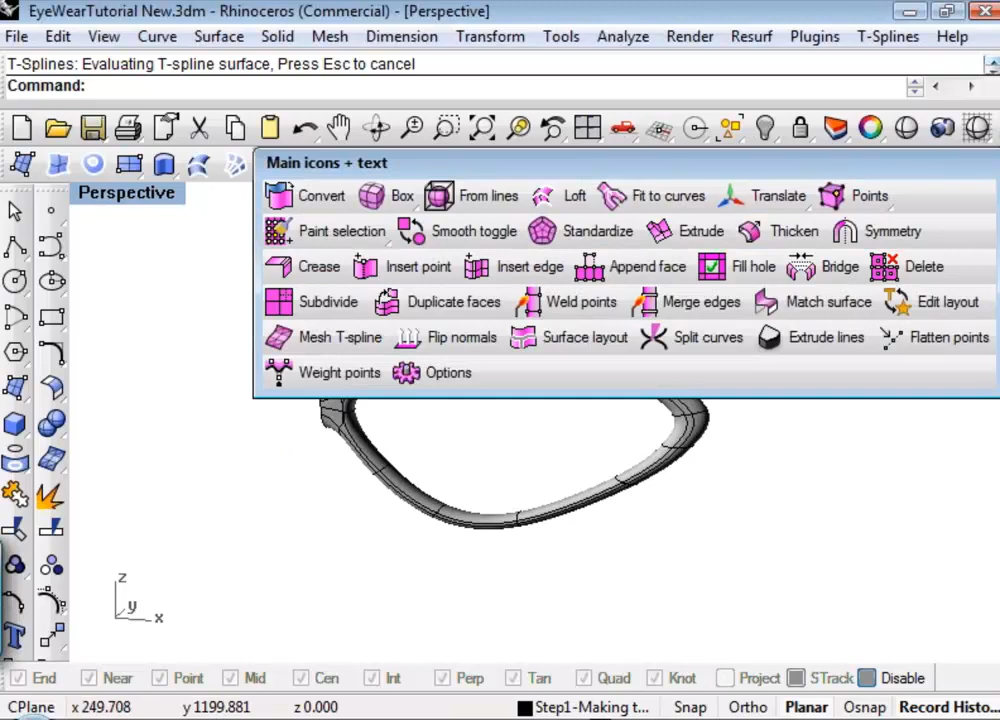 EyeWearTutorial New.3dm - Rhinoceros (Commercial) - [Perspective]
File Edit View Curve Surface Solid Mesh Dimension Transform Tools Analyze Render Resurf Plugins T-Splines Help
T-Splines: Evaluating T-spline surface, Press Esc to cancel
Command:
Main icons + text
Perspective
Convert Box From lines Loft Fit to curves Translate Points
Paint selection Smooth toggle Standardize Extrude Thicken Symmetry
Crease Insert point Insert edge Append face Fill hole Bridge Delete
Subdivide Duplicate faces Weld points Merge edges Match surface Edit layout
Mesh T-spline Flip normals Surface layout Split curves Extrude lines Flatten points
Weight points Options
z
y
x
End Near Point Mid Cen Int Perp Tan Quad Knot Project STrack Disable
CPlane x 249.708 y 1199.881 z 0.000 Step1-Making t... Snap Ortho Planar Osnap Record Histo...